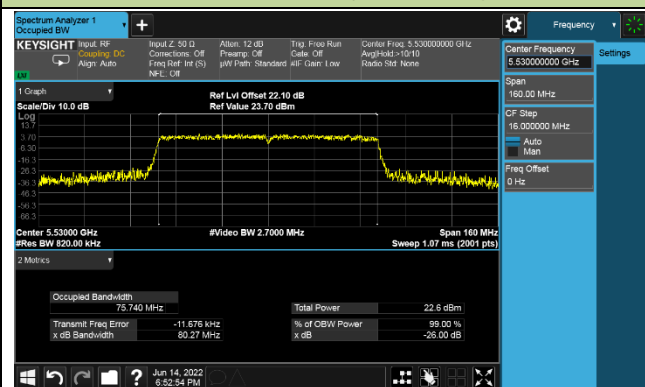 Spectrum Analyzer 1
Occupied BW
Frequency
KEYSIGHT
Input: RF
Coupling: DC
Align: Auto
Input Z: 50 Ω
Corrections: Off
Freq Ref: Int (S)
NFE: Off
Atten: 12 dB
Preamp: Off
µW Path: Standard
Trig: Free Run
Gate: Off
#IF Gain: Low
Center Freq: 5.530000000 GHz
Avg|Hold:>10/10
Radio Std: None
LXI
Center Frequency
5.530000000 GHz
Settings
Span
160.00 MHz
CF Step
16.000000 MHz
Auto
Man
Freq Offset
0 Hz
1 Graph
Scale/Div 10.0 dB
Ref Lvl Offset 22.10 dB
Ref Value 23.70 dBm
Log
13.7
3.70
-6.30
-16.3
-26.3
-36.3
-46.3
-56.3
-66.3
Center 5.53000 GHz
#Video BW 2.7000 MHz
Span 160 MHz
#Res BW 820.00 kHz
Sweep 1.07 ms (2001 pts)
2 Metrics
Occupied Bandwidth
75.740 MHz
Total Power
22.6 dBm
Transmit Freq Error
-11.676 kHz
% of OBW Power
99.00 %
x dB Bandwidth
80.27 MHz
x dB
-26.00 dB
?
Jun 14, 2022
6:52:54 PM